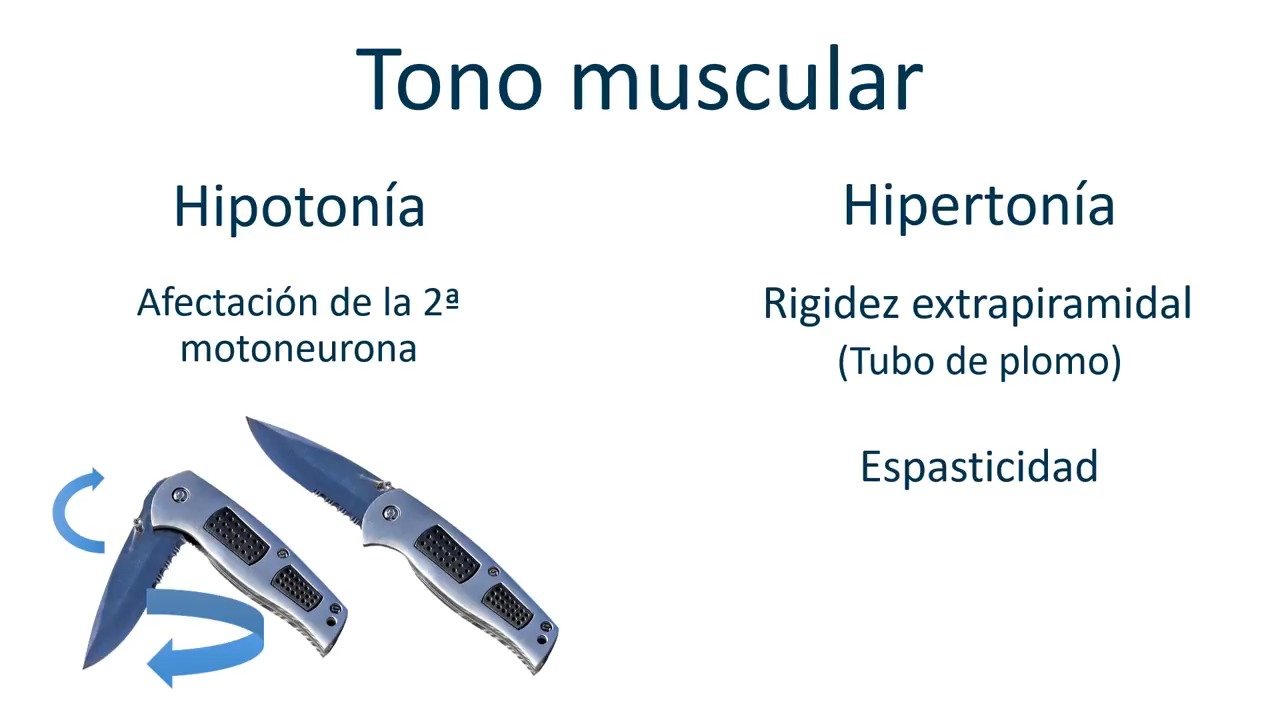 Tono muscular
Hipotonía
Afectación de la 2ª
motoneurona
Hipertonía
Rigidez extrapiramidal
(Tubo de plomo)
Espasticidad